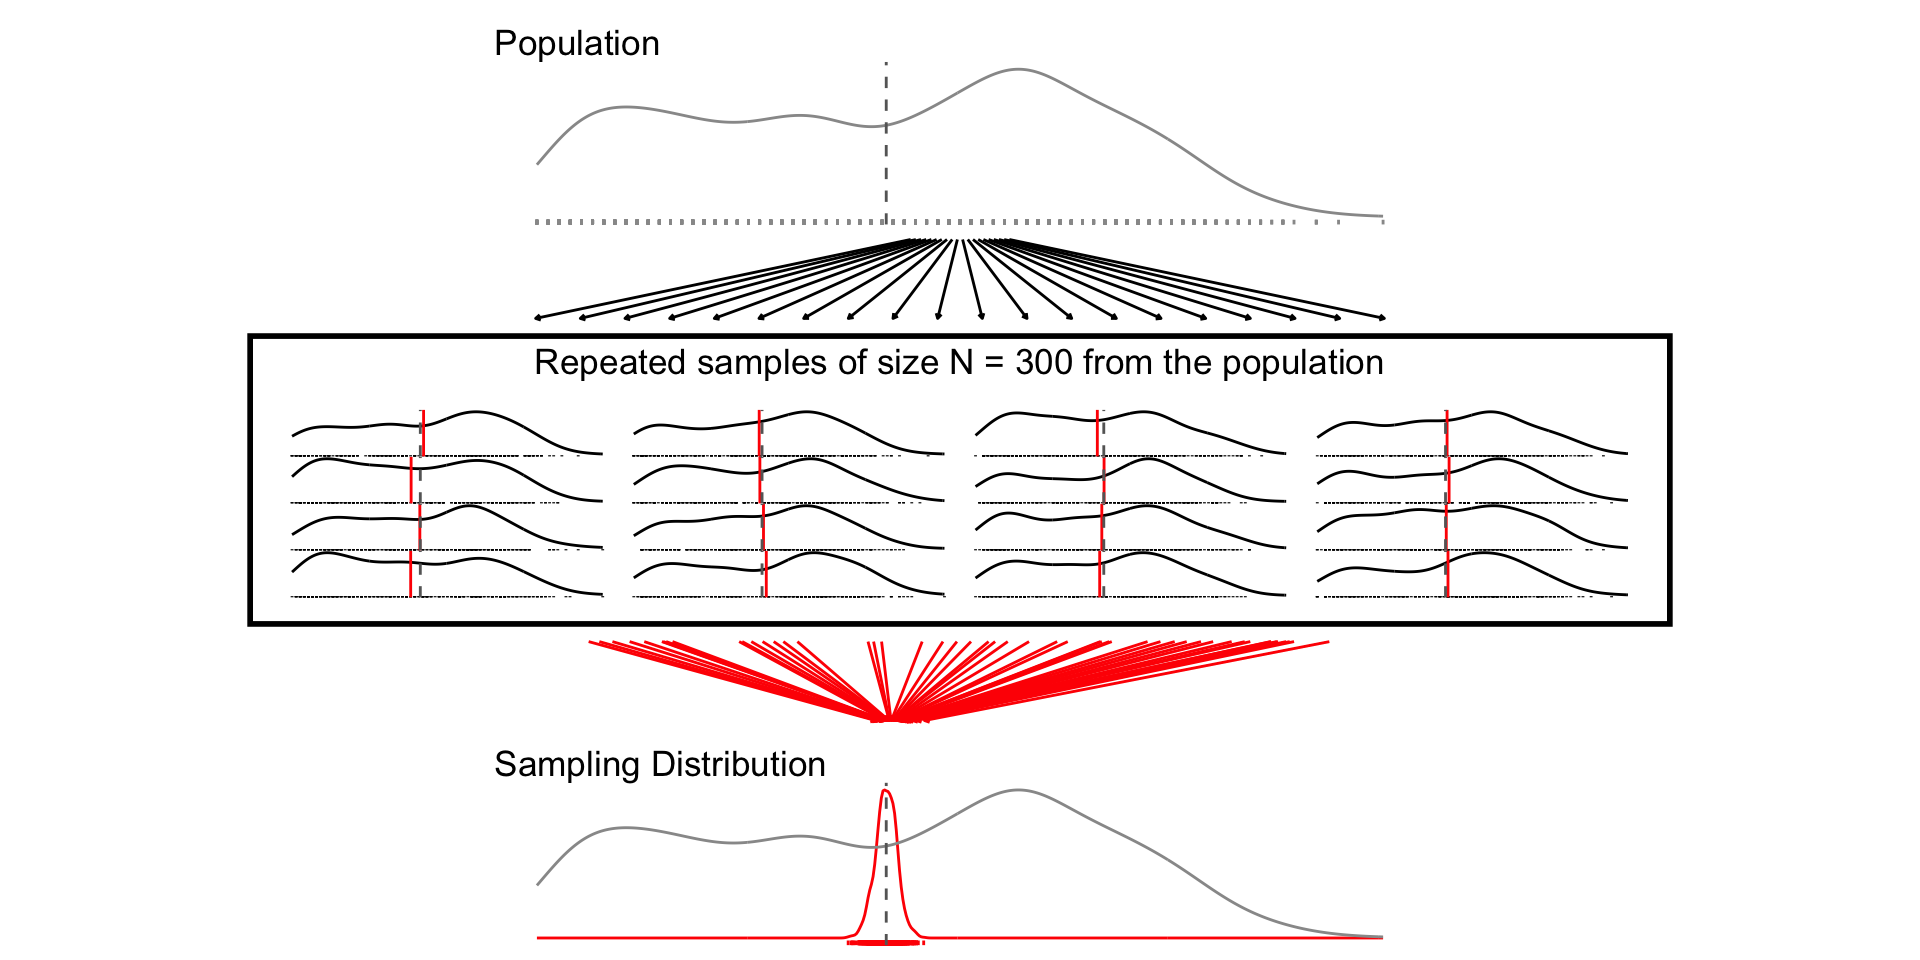 Population
Repeated samples of size N = 300 from the population
Sampling Distribution